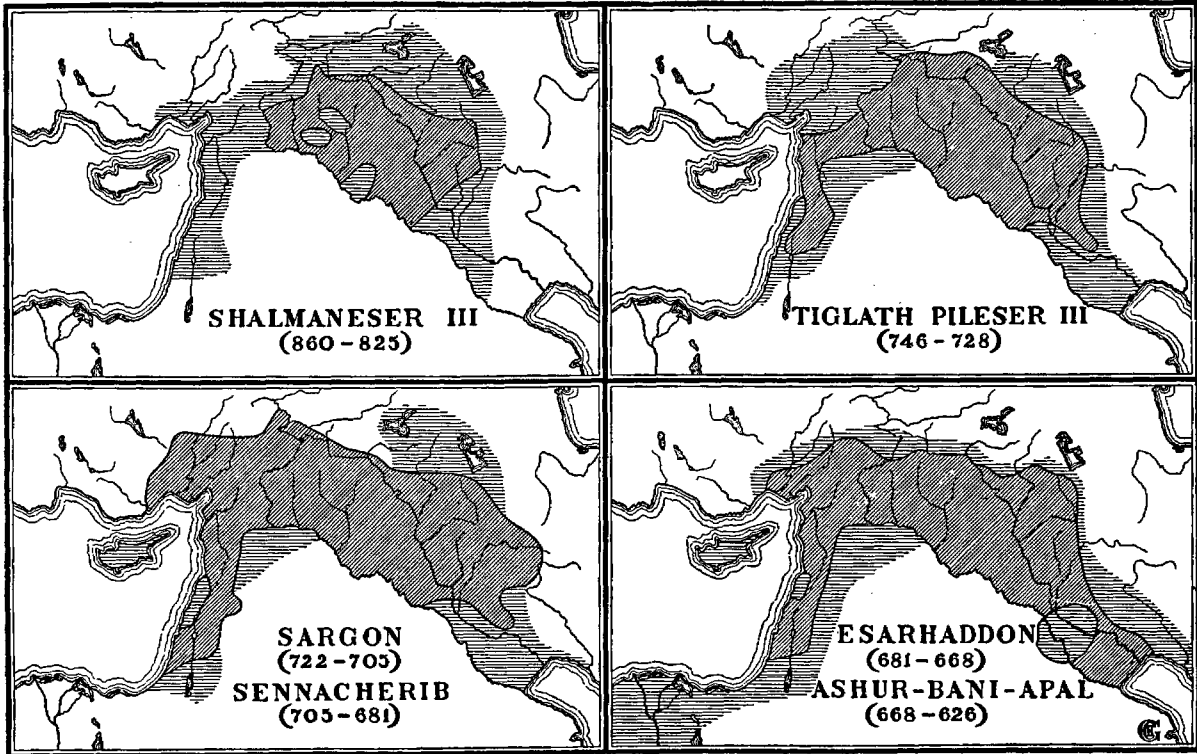 SHALMANESER III
(860-825)
TIGLATH PILESER III
(746-728)
SARGON
(722-705)
SENNACHERIB
(705-681)
ESARHADDON
(681-668)
ASHUR-BANI-APAL
(668-626)